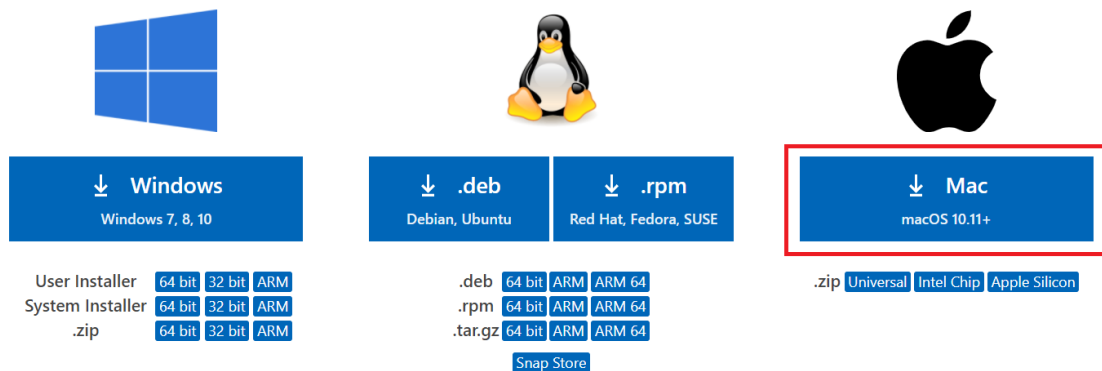 Windows
Windows 7, 8, 10
User Installer 64 bit 32 bit ARM
System Installer 64 bit 32 bit ARM
.zip 64 bit 32 bit ARM
.deb
Debian, Ubuntu
.rpm
Red Hat, Fedora, SUSE
.deb 64 bit ARM ARM 64
.rpm 64 bit ARM ARM 64
.tar.gz 64 bit ARM ARM 64
Snap Store
Mac
macOS 10.11+
.zip Universal Intel Chip Apple Silicon